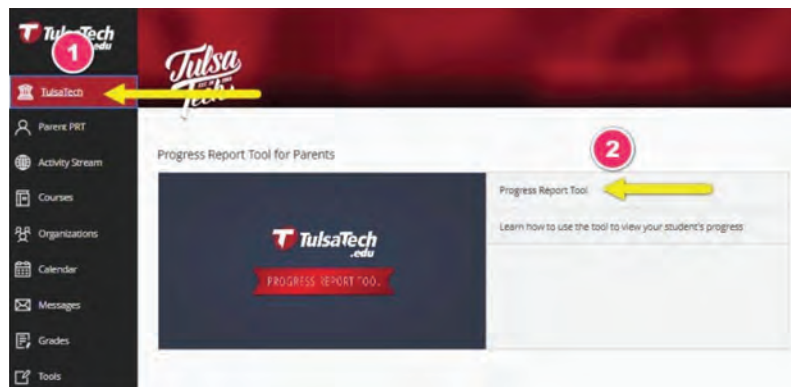 TulsaTech
.edu
1
Tulsa
Tech
TulsaTech
Parent PRT
Activity Stream
Courses
Organizations
Calendar
Messages
Grades
Tools
Progress Report Tool for Parents
TulsaTech
.edu
PROGRESS REPORT TOOL
2
Progress Report Tool
Learn how to use the tool to view your student's progress